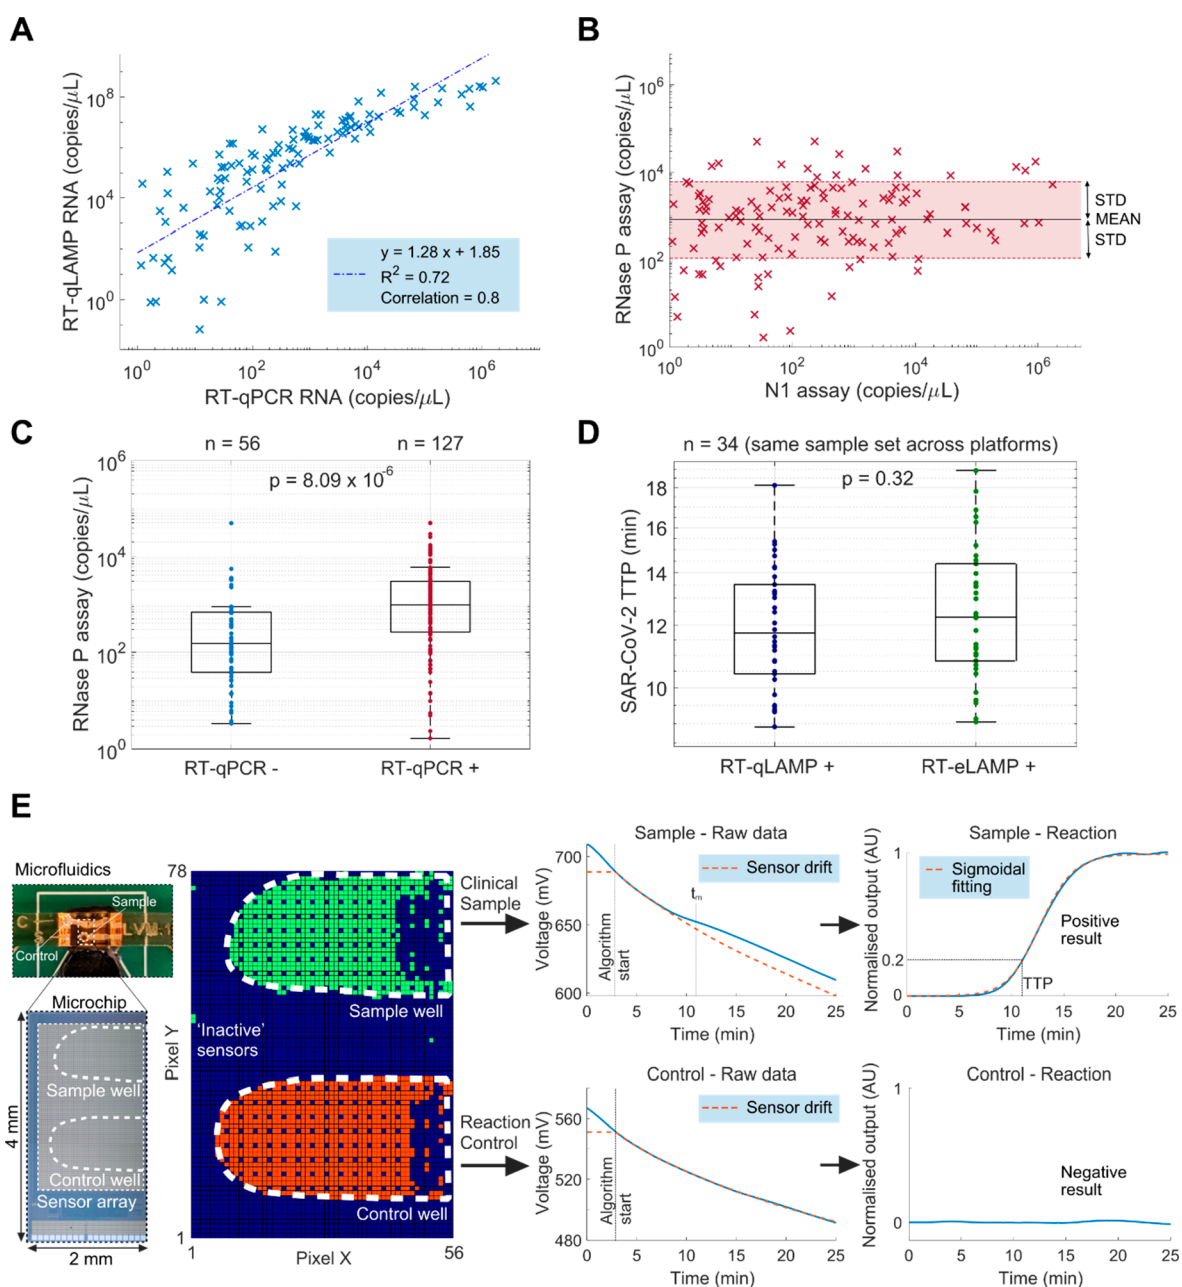 A
RT-qLAMP RNA (copies/μL)
10^8
10^4
10^0
y = 1.28 x + 1.85
R^2 = 0.72
Correlation = 0.8
10^0 10^2 10^4 10^6
RT-qPCR RNA (copies/μL)
B
RNase P assay (copies/μL)
10^6
10^4
10^2
10^0
STD
MEAN
STD
10^1 10^2 10^4 10^6
N1 assay (copies/μL)
C
n = 56 n = 127
p = 8.09 x 10^-6
RNase P assay (copies/μL)
10^6
10^4
10^2
10^0
RT-qPCR - RT-qPCR +
D
n = 34 (same sample set across platforms)
p = 0.32
SAR-CoV-2 TTP (min)
18
16
14
12
10
RT-qLAMP + RT-eLAMP +
E
Microfluidics
Sample
Control
Microchip
Sample well
Control well
Sensor array
4 mm
2 mm
78
Pixel Y
1
'Inactive'
sensors
Sample well
Control well
1 Pixel X 56
Clinical
Sample
Reaction
Control
Sample - Raw data
Voltage (mV)
700
650
600
Sensor drift
t_m
Algorithm
start
0 5 10 15 20 25
Time (min)
Sample - Reaction
Normalised output (AU)
1
0.2
0
Sigmoidal
fitting
Positive
result
TTP
0 5 10 15 20 25
Time (min)
Control - Raw data
Voltage (mV)
560
520
480
Sensor drift
Algorithm
start
0 5 10 15 20 25
Time (min)
Control - Reaction
Normalised output (AU)
1
0
Negative
result
0 5 10 15 20 25
Time (min)